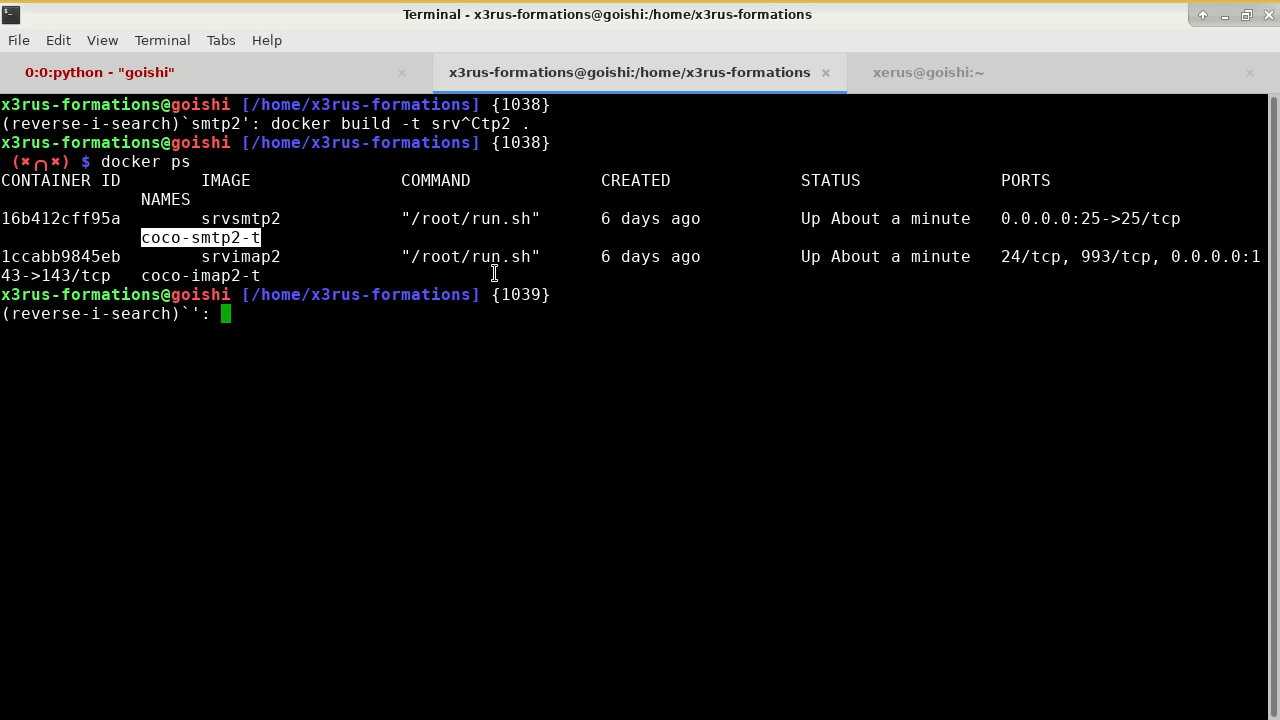 Terminal - x3rus-formations@goishi:/home/x3rus-formations
File Edit View Terminal Tabs Help
0:0:python - "goishi" x3rus-formations@goishi:/home/x3rus-formations xerus@goishi:~
x3rus-formations@goishi [/home/x3rus-formations] {1038}
(reverse-i-search)`smtp2': docker build -t srv^Ctp2 .
x3rus-formations@goishi [/home/x3rus-formations] {1038}
(✖╭╮✖) $ docker ps
CONTAINER ID IMAGE COMMAND CREATED STATUS PORTS
NAMES
16b412cff95a srvsmtp2 "/root/run.sh" 6 days ago Up About a minute 0.0.0.0:25->25/tcp
coco-smtp2-t
1ccabb9845eb srvimap2 "/root/run.sh" 6 days ago Up About a minute 24/tcp, 993/tcp, 0.0.0.0:1
43->143/tcp coco-imap2-t
x3rus-formations@goishi [/home/x3rus-formations] {1039}
(reverse-i-search)`':